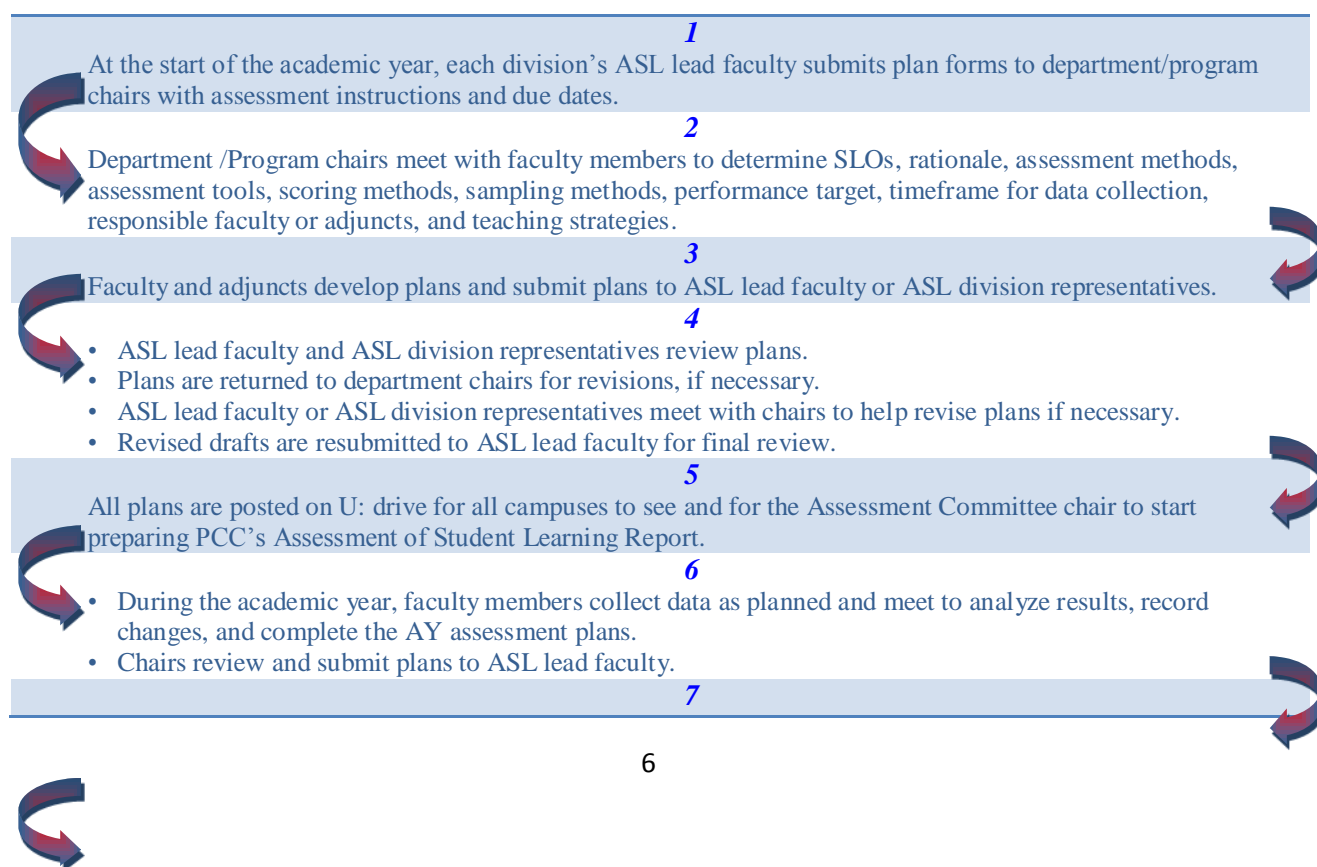 1
At the start of the academic year, each division’s ASL lead faculty submits plan forms to department/program
chairs with assessment instructions and due dates.
2
Department /Program chairs meet with faculty members to determine SLOs, rationale, assessment methods,
assessment tools, scoring methods, sampling methods, performance target, timeframe for data collection,
responsible faculty or adjuncts, and teaching strategies.
3
Faculty and adjuncts develop plans and submit plans to ASL lead faculty or ASL division representatives.
4
• ASL lead faculty and ASL division representatives review plans.
• Plans are returned to department chairs for revisions, if necessary.
• ASL lead faculty or ASL division representatives meet with chairs to help revise plans if necessary.
• Revised drafts are resubmitted to ASL lead faculty for final review.
5
All plans are posted on U: drive for all campuses to see and for the Assessment Committee chair to start
preparing PCC’s Assessment of Student Learning Report.
6
• During the academic year, faculty members collect data as planned and meet to analyze results, record
changes, and complete the AY assessment plans.
• Chairs review and submit plans to ASL lead faculty.
7
6